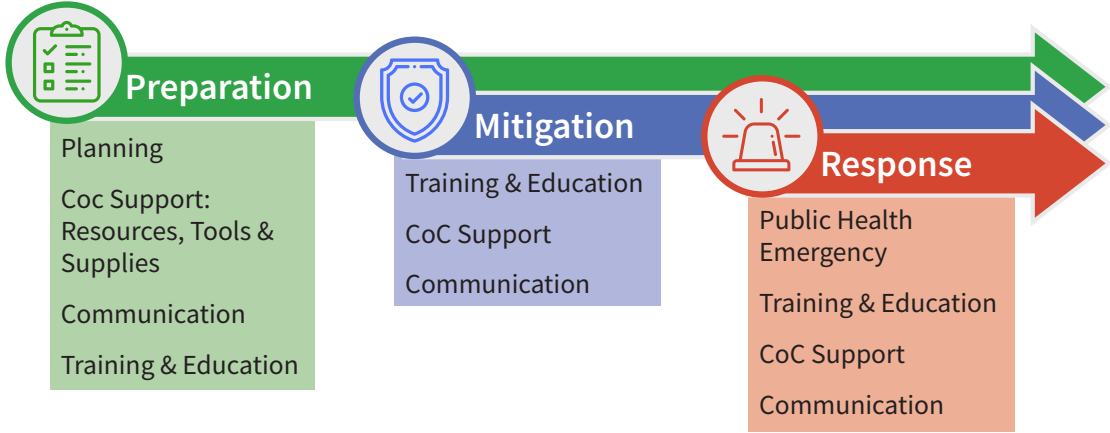 Preparation
Planning
Coc Support:
Resources, Tools &
Supplies
Communication
Training & Education
Mitigation
Training & Education
CoC Support
Communication
Response
Public Health
Emergency
Training & Education
CoC Support
Communication